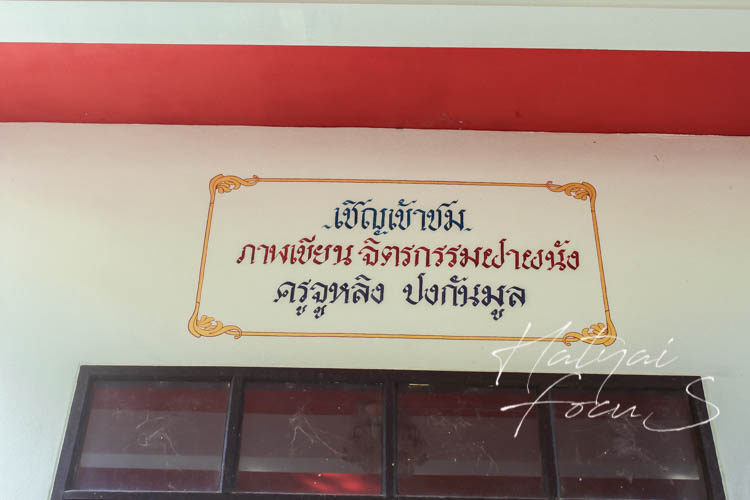 เชิญเข้าชม
ภาพเขียน จิตรกรรมฝาผนัง
ครูจูหลิง ปงกันมูล
Hatyai
Focus